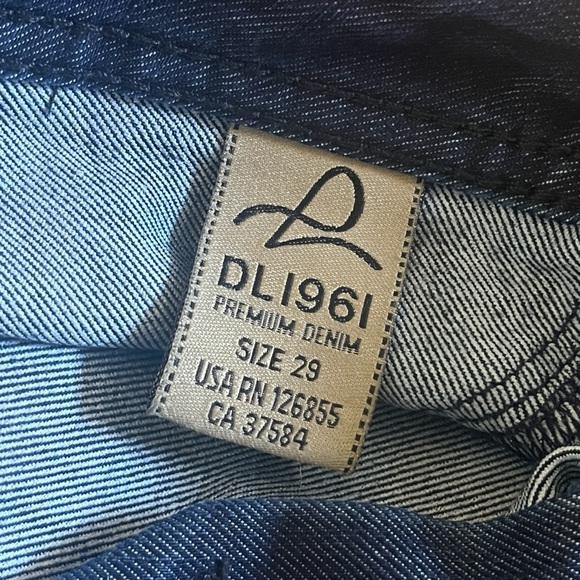 DL1961
PREMIUM DENIM
SIZE 29
USA RN 126855
CA 37584